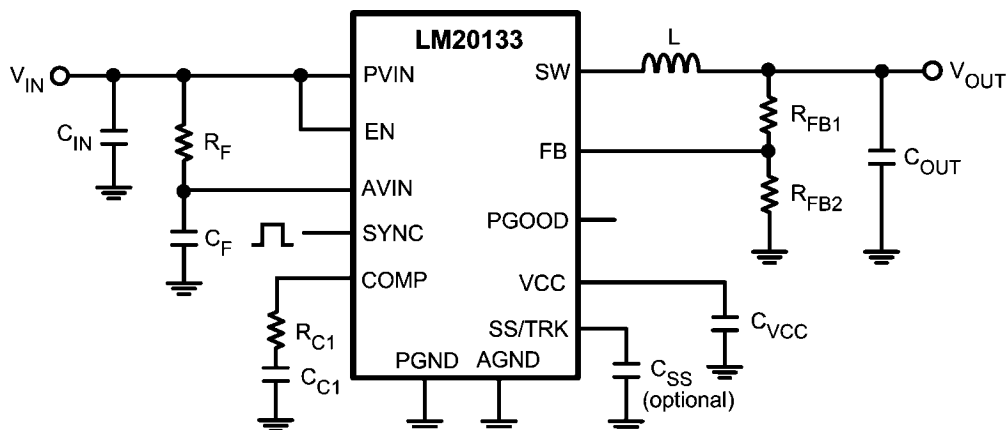 LM20133
L
V_IN
PVIN
SW
V_OUT
C_IN
R_F
EN
R_FB1
FB
C_OUT
AVIN
R_FB2
C_F
SYNC
PGOOD
COMP
VCC
R_C1
SS/TRK
C_VCC
C_C1
PGND
AGND
C_SS
(optional)